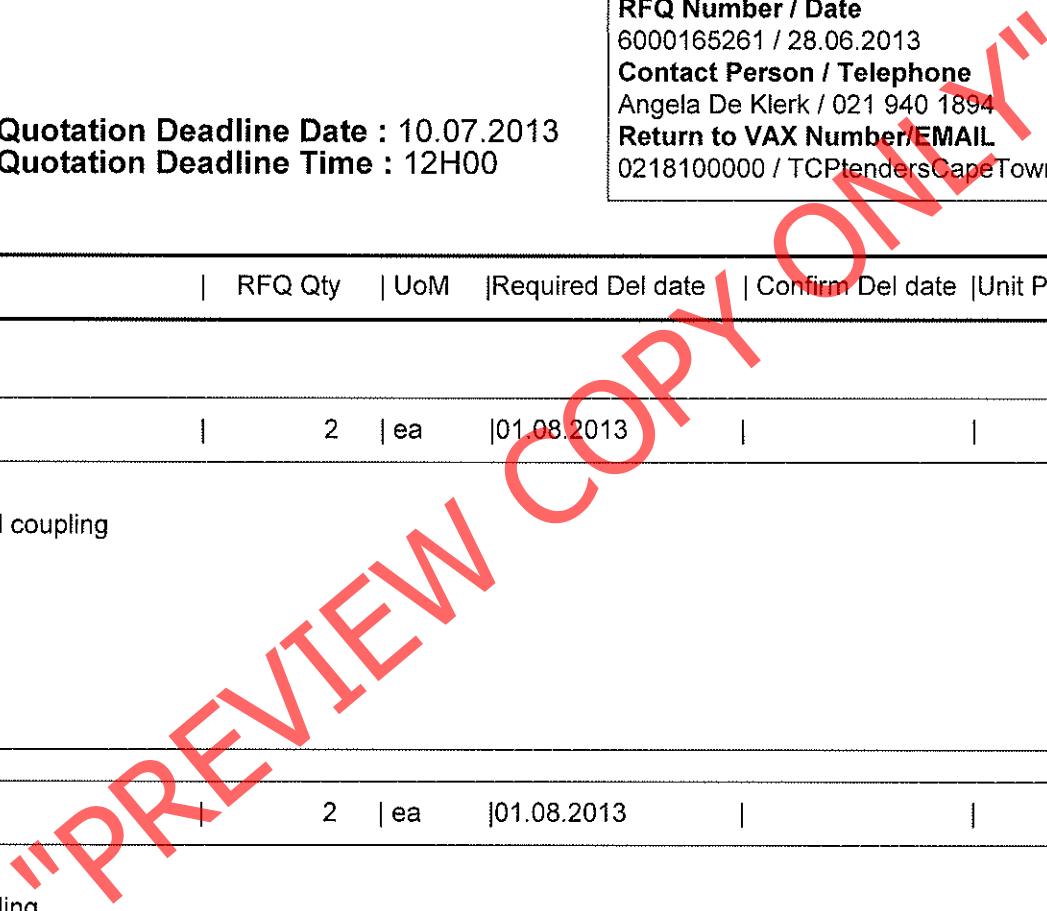 RFQ Number / Date
6000165261 / 28.06.2013
Contact Person / Telephone
Angela De Klerk / 021 940 1894
Return to VAX Number/EMAIL
0218100000 / TCPtendersCapeTown
Quotation Deadline Date : 10.07.2013
Quotation Deadline Time : 12H00
| RFQ Qty | UoM |Required Del date | Confirm Del date |Unit P
| 2 | ea |01.08.2013 | |
coupling
| 2 | ea |01.08.2013 | |
ling
"PREVIEW COPY ONLY"